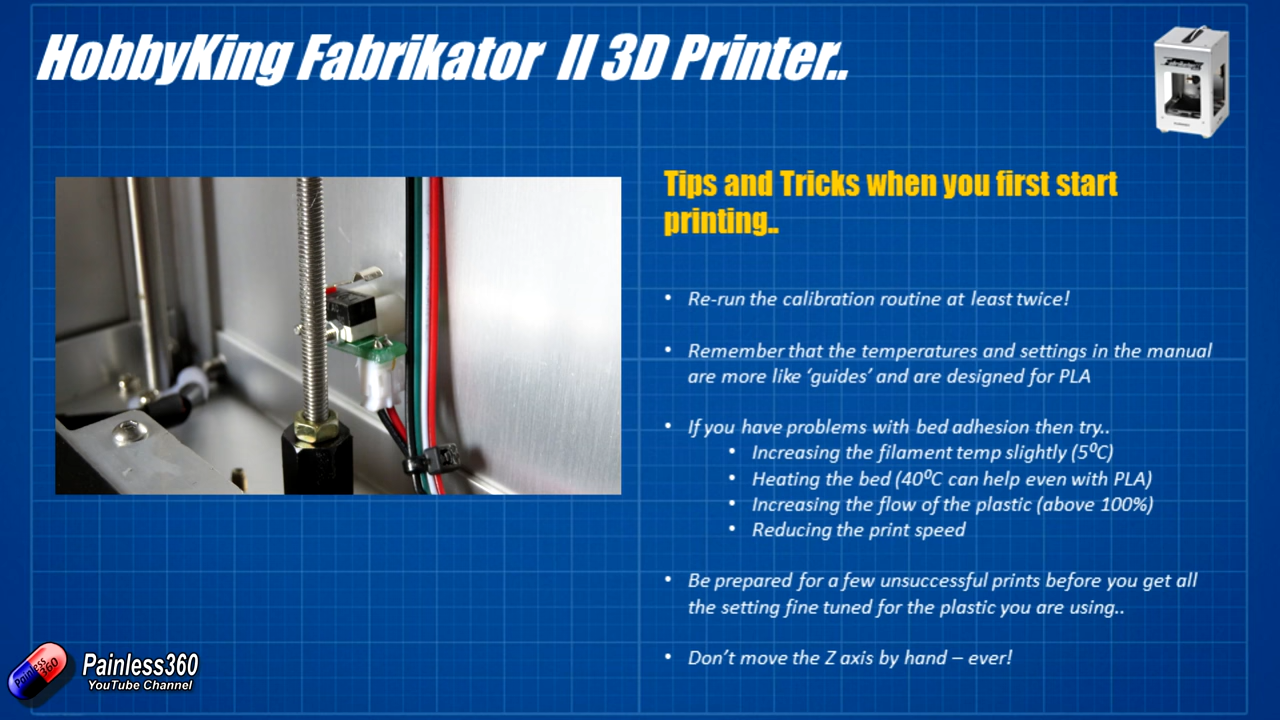 HobbyKing Fabrikator II 3D Printer..
Tips and Tricks when you first start
printing..
• Re-run the calibration routine at least twice!
• Remember that the temperatures and settings in the manual
are more like ‘guides’ and are designed for PLA
• If you have problems with bed adhesion then try..
• Increasing the filament temp slightly (5⁰C)
• Heating the bed (40⁰C can help even with PLA)
• Increasing the flow of the plastic (above 100%)
• Reducing the print speed
• Be prepared for a few unsuccessful prints before you get all
the setting fine tuned for the plastic you are using..
• Don’t move the Z axis by hand – ever!
Painless
360
Painless360
YouTube Channel